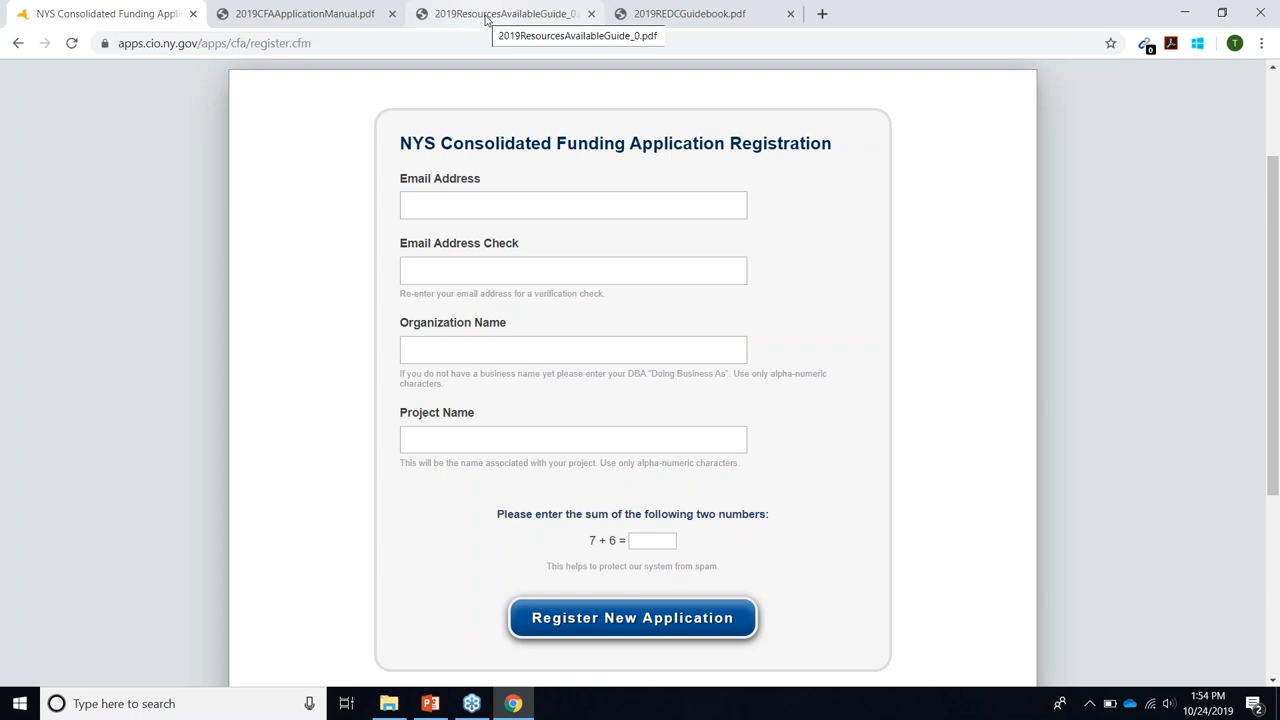 NYS Consolidated Funding Appli
2019CFAApplicationManual.pdf
2019ResourcesAvailableGuide_0
2019REDCGuidebook.pdf
2019ResourcesAvailableGuide_0.pdf
apps.cio.ny.gov/apps/cfa/register.cfm
0
T
NYS Consolidated Funding Application Registration
Email Address
Email Address Check
Re-enter your email address for a verification check.
Organization Name
If you do not have a business name yet please enter your DBA "Doing Business As". Use only alpha-numeric
characters.
Project Name
This will be the name associated with your project. Use only alpha-numeric characters.
Please enter the sum of the following two numbers:
7 + 6 =
This helps to protect our system from spam.
Register New Application
Type here to search
1:54 PM
10/24/2019
2